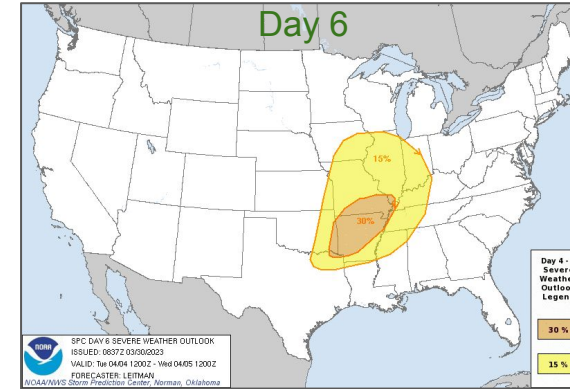 Day 6
15%
30%
Day 4 -
Severe
Weathe
Outloo
Legen
30 %
15 %
NOAA
SPC DAY 6 SEVERE WEATHER OUTLOOK
ISSUED: 0837Z 03/30/2023
VALID: Tue 04/04 1200Z - Wed 04/05 1200Z
FORECASTER: LEITMAN
NOAA/NWS Storm Prediction Center, Norman, Oklahoma